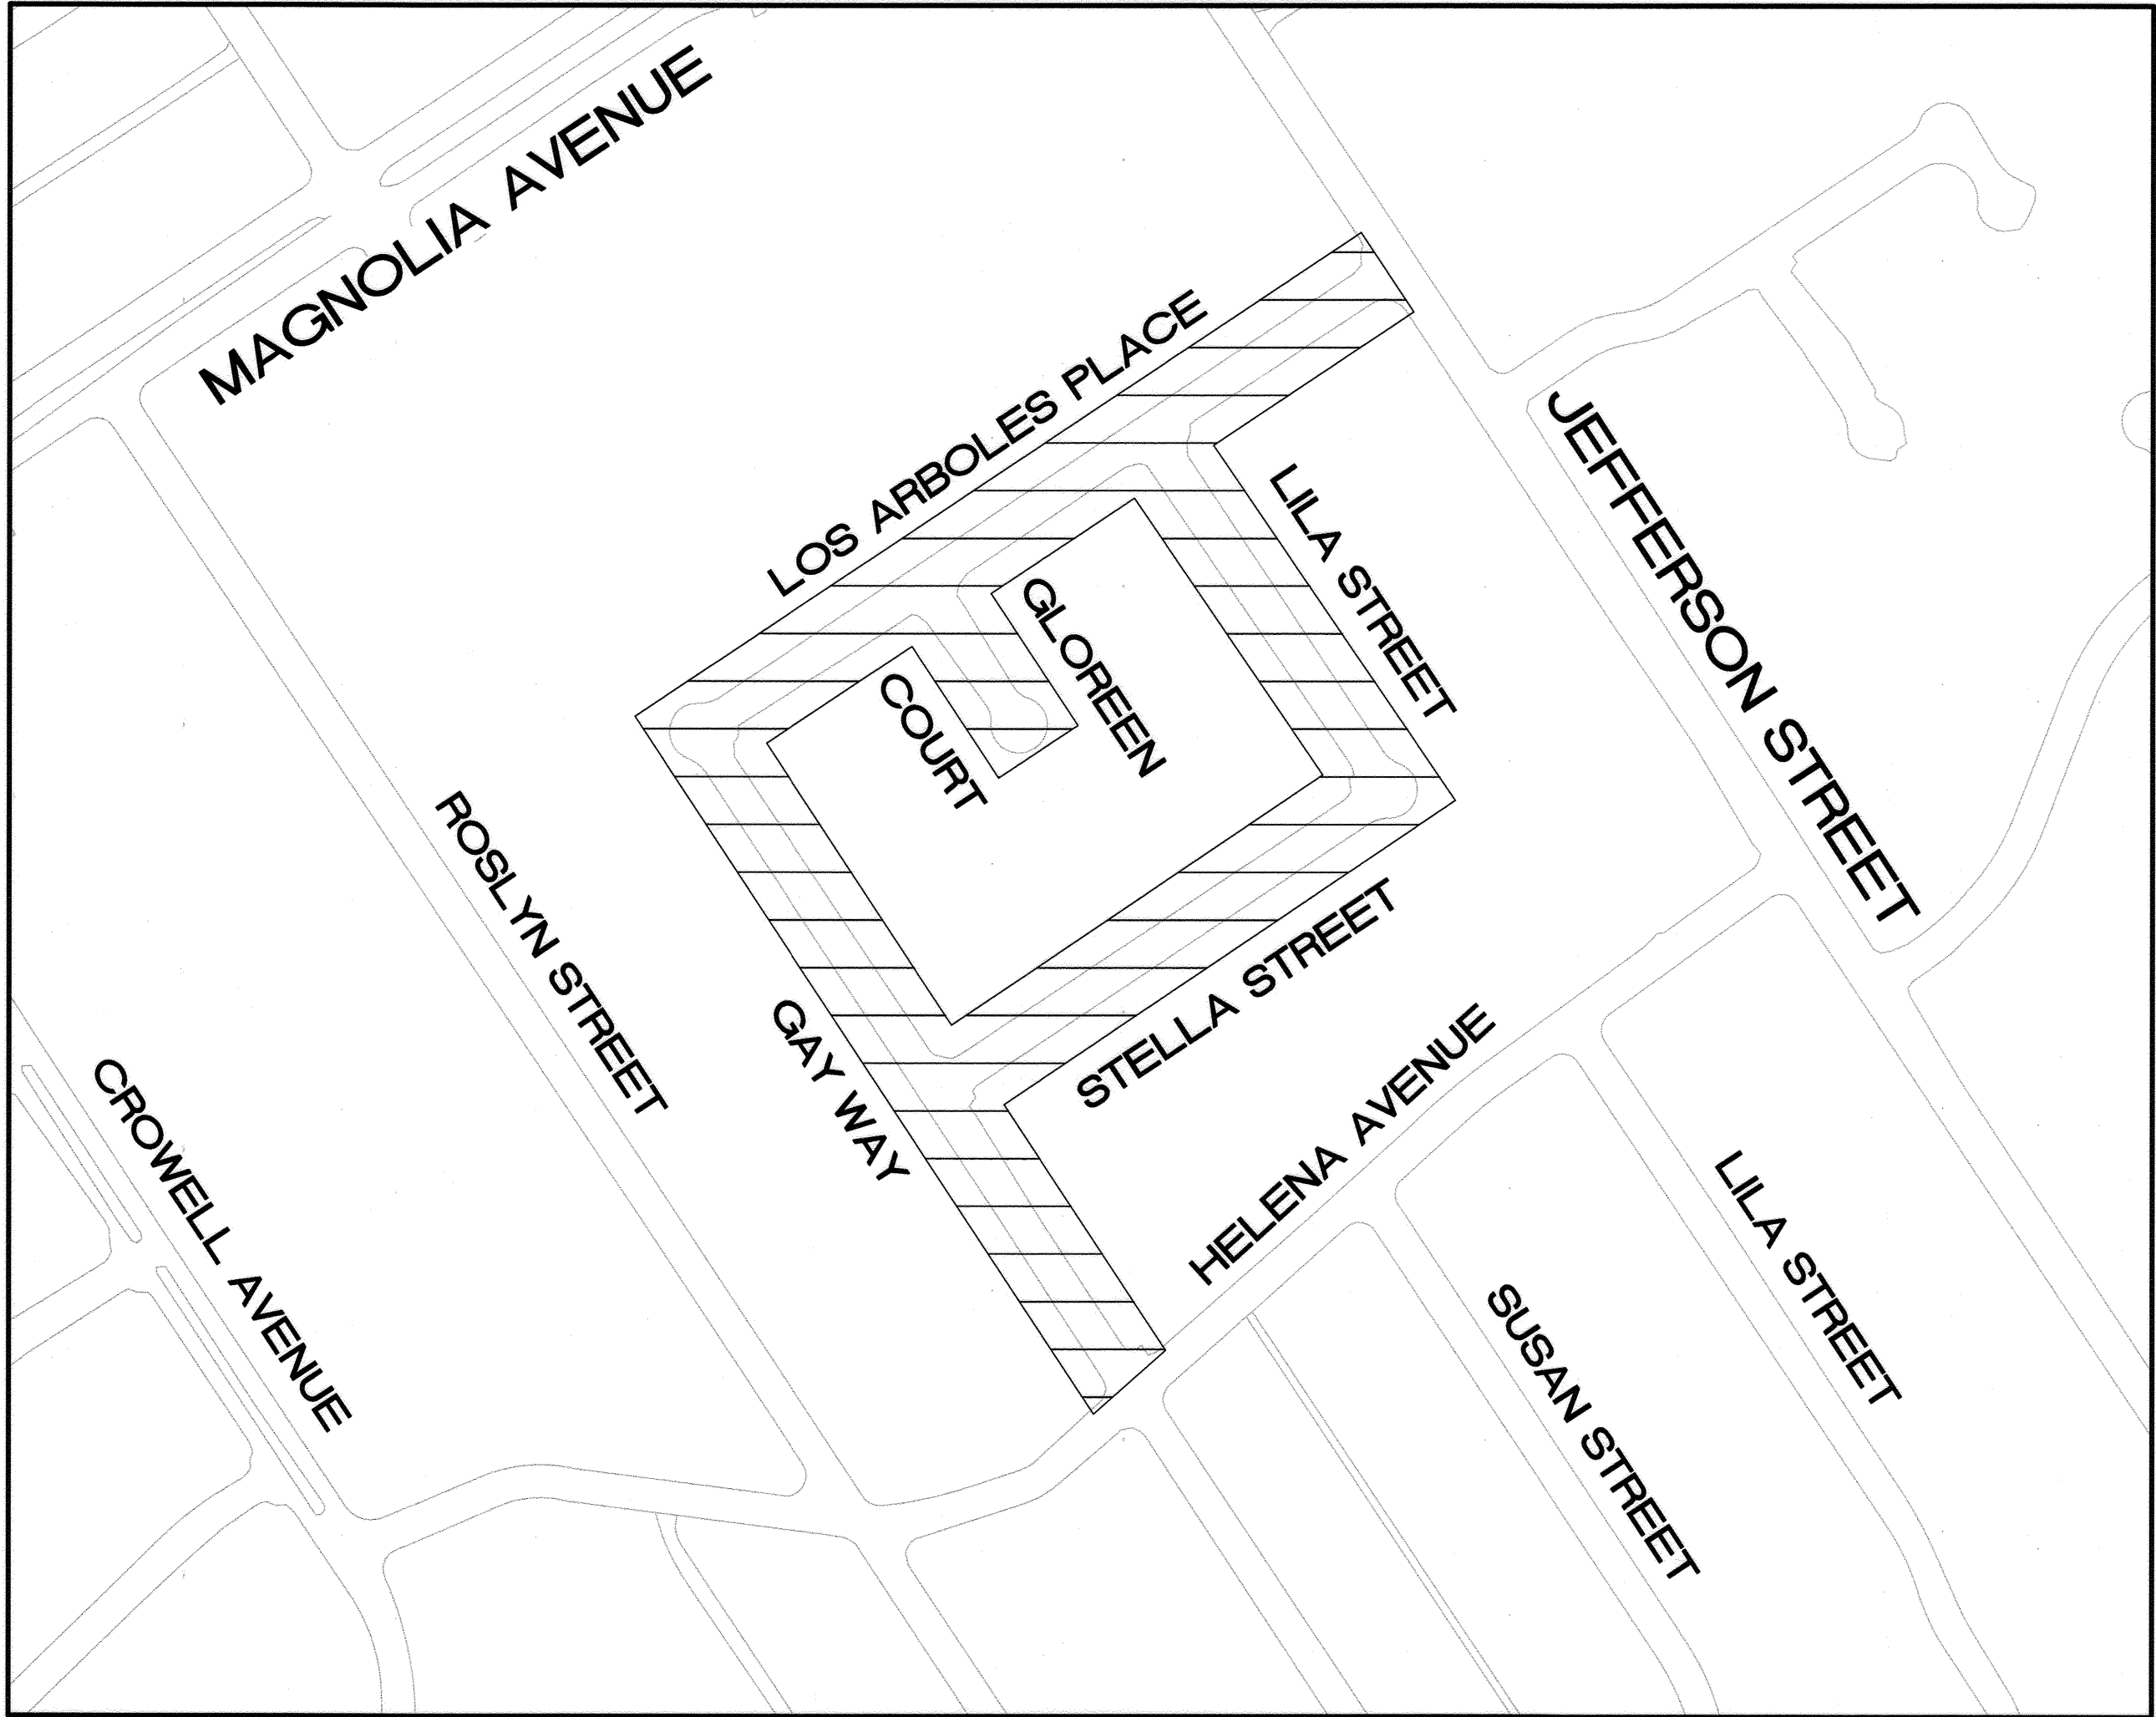 MAGNOLIA AVENUE
LOS ARBOLES PLACE
JEFFERSON STREET
LILA STREET
GLOREEN
COURT
ROSLYN STREET
STELLA STREET
GAY WAY
HELENA AVENUE
CROWELL AVENUE
LILA STREET
SUSAN STREET